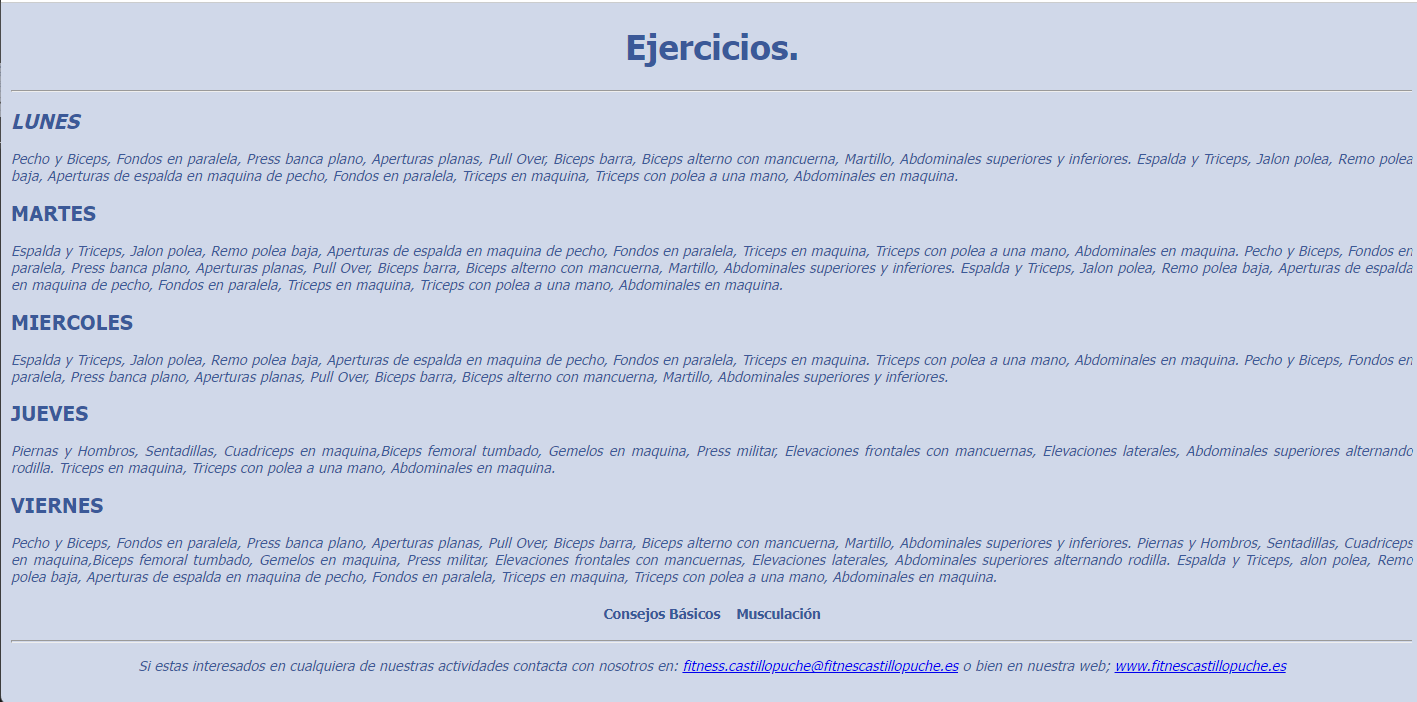 Ejercicios.
LUNES
Pecho y Biceps, Fondos en paralela, Press banca plano, Aperturas planas, Pull Over, Biceps barra, Biceps alterno con mancuerna, Martillo, Abdominales superiores y inferiores. Espalda y Triceps, Jalon polea, Remo polea
baja, Aperturas de espalda en maquina de pecho, Fondos en paralela, Triceps en maquina, Triceps con polea a una mano, Abdominales en maquina.
MARTES
Espalda y Triceps, Jalon polea, Remo polea baja, Aperturas de espalda en maquina de pecho, Fondos en paralela, Triceps en maquina, Triceps con polea a una mano, Abdominales en maquina. Pecho y Biceps, Fondos en
paralela, Press banca plano, Aperturas planas, Pull Over, Biceps barra, Biceps alterno con mancuerna, Martillo, Abdominales superiores y inferiores. Espalda y Triceps, Jalon polea, Remo polea baja, Aperturas de espalda
en maquina de pecho, Fondos en paralela, Triceps en maquina, Triceps con polea a una mano, Abdominales en maquina.
MIERCOLES
Espalda y Triceps, Jalon polea, Remo polea baja, Aperturas de espalda en maquina de pecho, Fondos en paralela, Triceps en maquina. Triceps con polea a una mano, Abdominales en maquina. Pecho y Biceps, Fondos en
paralela, Press banca plano, Aperturas planas, Pull Over, Biceps barra, Biceps alterno con mancuerna, Martillo, Abdominales superiores y inferiores.
JUEVES
Piernas y Hombros, Sentadillas, Cuadriceps en maquina,Biceps femoral tumbado, Gemelos en maquina, Press militar, Elevaciones frontales con mancuernas, Elevaciones laterales, Abdominales superiores alternando
rodilla. Triceps en maquina, Triceps con polea a una mano, Abdominales en maquina.
VIERNES
Pecho y Biceps, Fondos en paralela, Press banca plano, Aperturas planas, Pull Over, Biceps barra, Biceps alterno con mancuerna, Martillo, Abdominales superiores y inferiores. Piernas y Hombros, Sentadillas, Cuadriceps
en maquina,Biceps femoral tumbado, Gemelos en maquina, Press militar, Elevaciones frontales con mancuernas, Elevaciones laterales, Abdominales superiores alternando rodilla. Espalda y Triceps, alon polea, Remo
polea baja, Aperturas de espalda en maquina de pecho, Fondos en paralela, Triceps en maquina, Triceps con polea a una mano, Abdominales en maquina.
Consejos Básicos Musculación
Si estas interesados en cualquiera de nuestras actividades contacta con nosotros en: fitness.castillopuche@fitnescastillopuche.es o bien en nuestra web; www.fitnescastillopuche.es